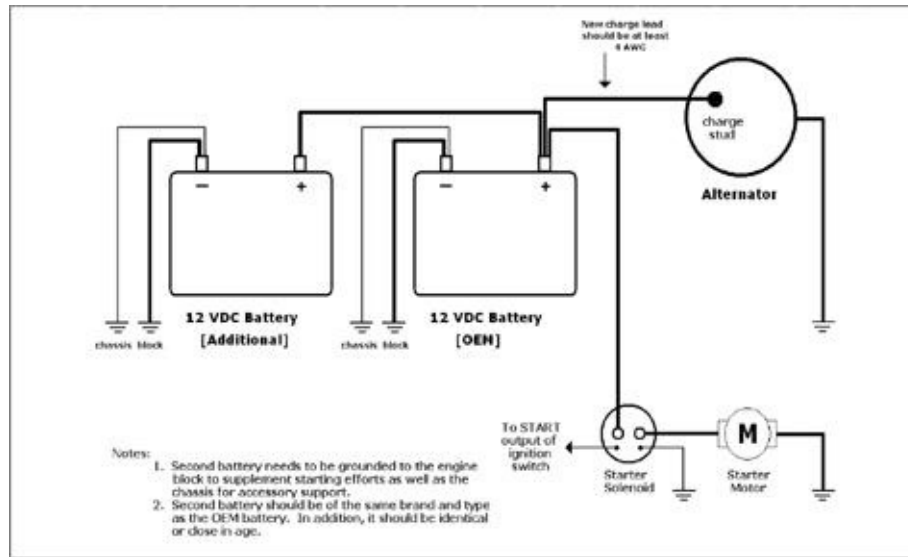 New charge lead
should be at least
4 AWG
charge
stud
Alternator
− +
− +
12 VDC Battery
[Additional]
12 VDC Battery
[OEM]
chassis block
chassis block
To START
output of
ignition
switch
M
Starter
Solenoid
Starter
Motor
Notes:
1. Second battery needs to be grounded to the engine
block to supplement starting efforts as well as the
chassis for accessory support.
2. Second battery should be of the same brand and type
as the OEM battery. In addition, it should be identical
or close in age.